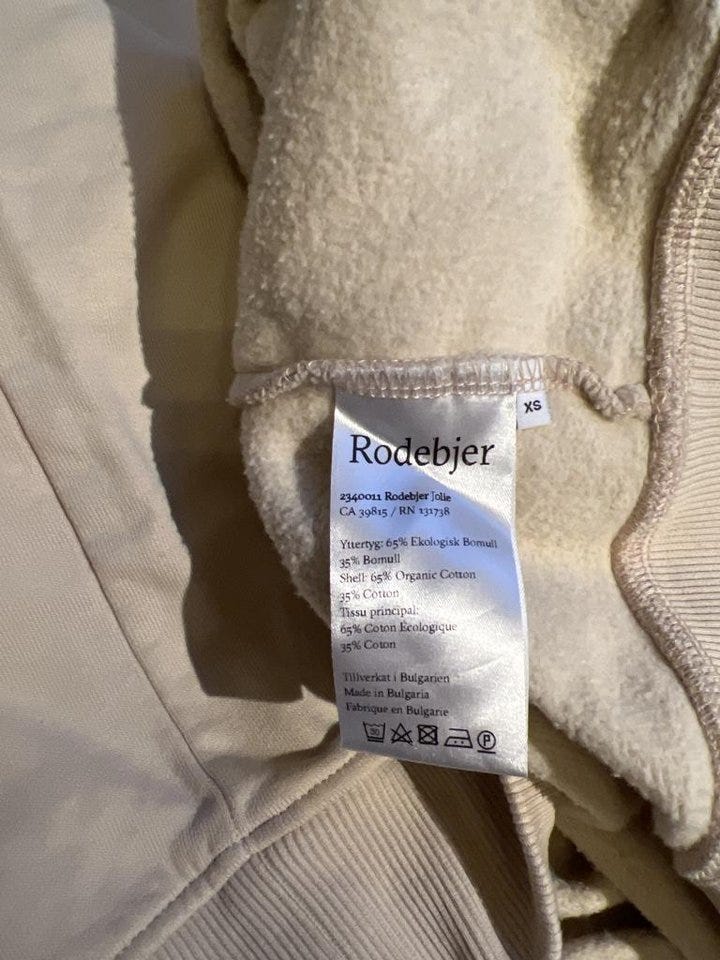 XS
Rodebjer
2340011 Rodebjer Jolie
CA 39815 / RN 131738
Yttertyg: 65% Ekologisk Bomull
35% Bomull
Shell: 65% Organic Cotton
35% Cotton
Tissu principal:
65% Coton Ecologique
35% Coton
Tillverkat i Bulgarien
Made in Bulgaria
Fabrique en Bulgarie
30
P